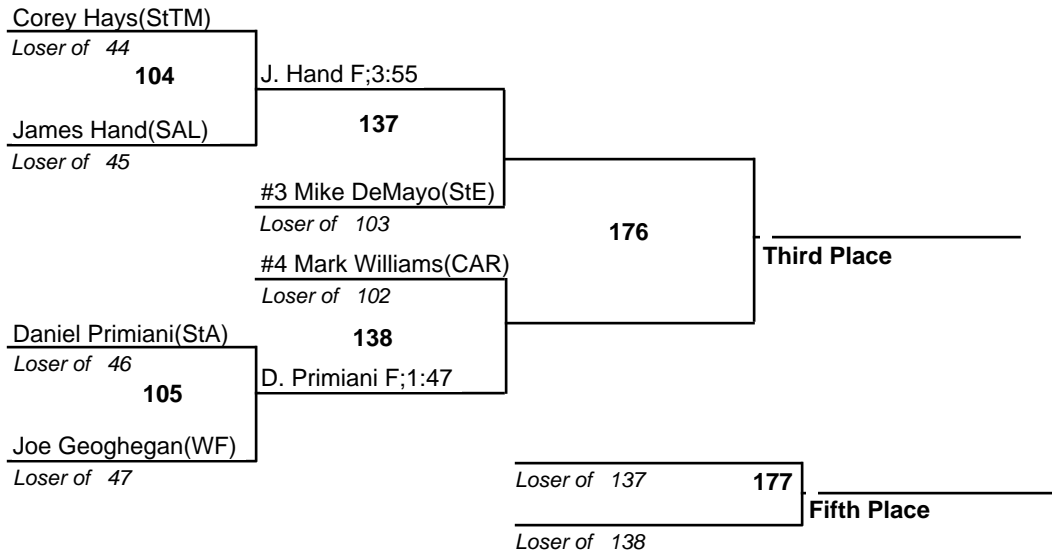 Corey Hays(StTM)
Loser of 44
104
J. Hand F;3:55
137
James Hand(SAL)
Loser of 45
#3 Mike DeMayo(StE)
Loser of 103
176
Third Place
#4 Mark Williams(CAR)
Loser of 102
Daniel Primiani(StA)
138
Loser of 46
105
D. Primiani F;1:47
Joe Geoghegan(WF)
Loser of 47
Loser of 137
177
Fifth Place
Loser of 138